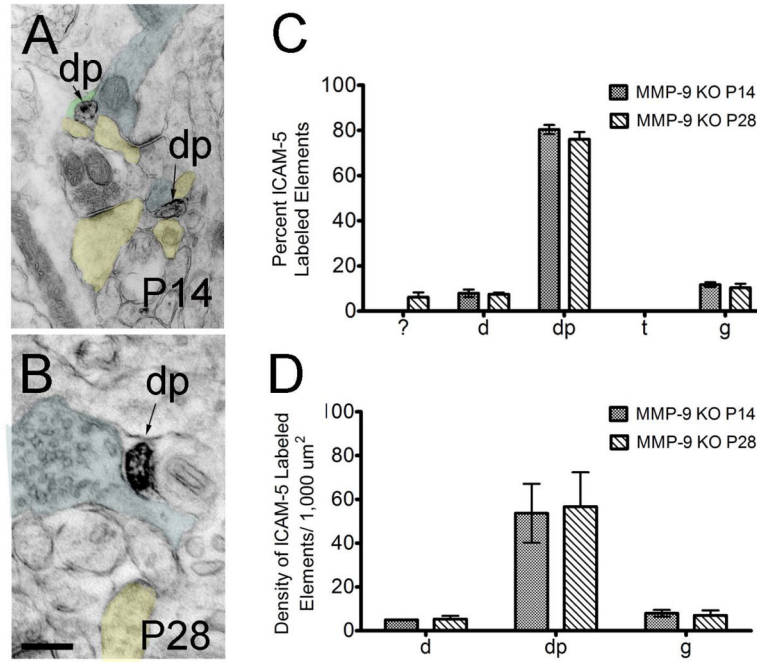 A
dp
dp
P14
B
dp
P28
C
Percent ICAM-5
Labeled Elements
100
80
60
40
20
0
MMP-9 KO P14
MMP-9 KO P28
? d dp t g
D
Density of ICAM-5 Labeled
Elements/ 1,000 um²
100
80
60
40
20
0
MMP-9 KO P14
MMP-9 KO P28
d dp g